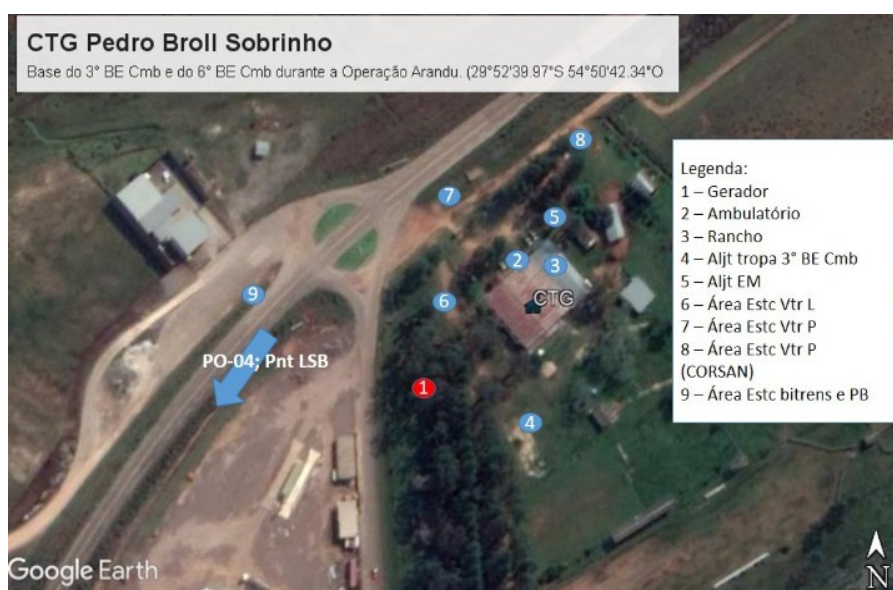 CTG Pedro Broll Sobrinho
Base do 3° BE Cmb e do 6° BE Cmb durante a Operação Arandu. (29°52'39.97"S 54°50'42.34"O
Legenda:
1 – Gerador
2 – Ambulatório
3 – Rancho
4 – Aljt tropa 3° BE Cmb
5 – Aljt EM
6 – Área Estc Vtr L
7 – Área Estc Vtr P
8 – Área Estc Vtr P
(CORSAN)
9 – Área Estc bitrens e PB
8
7
5
2
3
9
6
CTG
PO-04; Pnt LSB
1
4
Google Earth
N